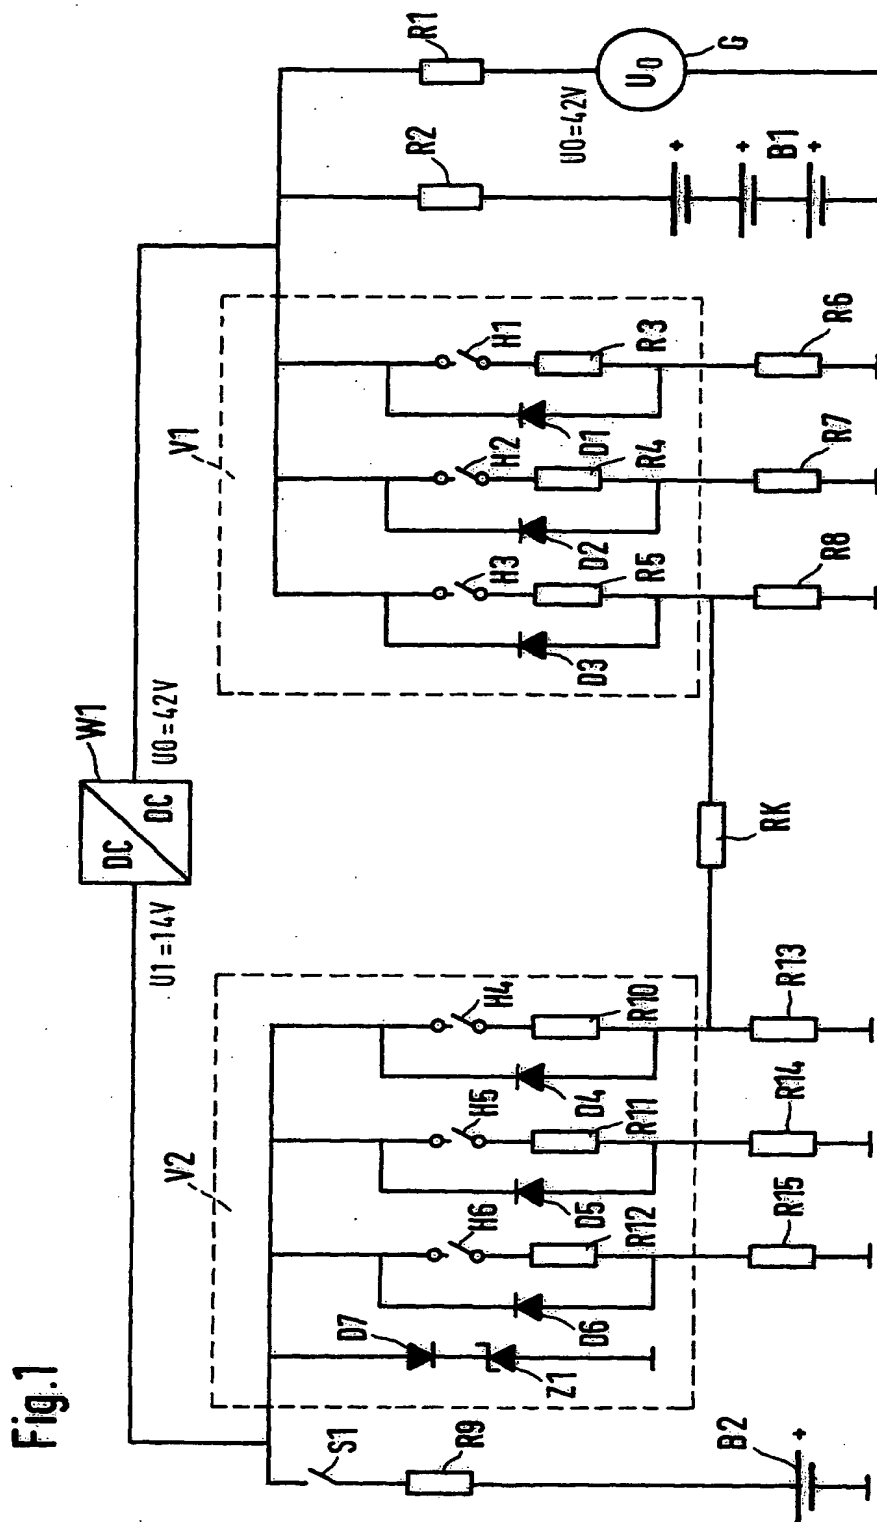 Fig.1
W1
DC
DC
U1=14V
U0=42V
V2
V1
S1
D7
R2
R1
R9
H6
H5
H4
H3
H2
H1
Z1
U0=42V
D6
D5
D4
D3
D2
D1
R12
R11
R10
R5
R4
R3
U0
B2
G
+
+
+
+
RK
B1
R15
R14
R13
R8
R7
R6